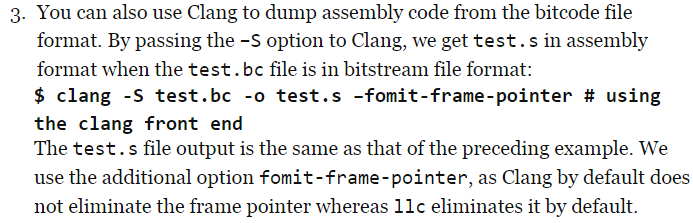 3. You can also use Clang to dump assembly code from the bitcode file
format. By passing the –S option to Clang, we get test.s in assembly
format when the test.bc file is in bitstream file format:
$ clang -S test.bc -o test.s –fomit-frame-pointer # using
the clang front end
The test.s file output is the same as that of the preceding example. We
use the additional option fomit-frame-pointer, as Clang by default does
not eliminate the frame pointer whereas llc eliminates it by default.